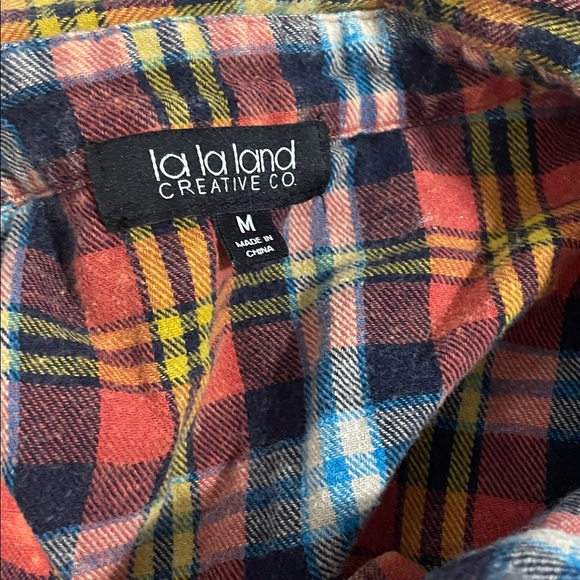 la la land
CREATIVE CO.
M
MADE IN
CHINA